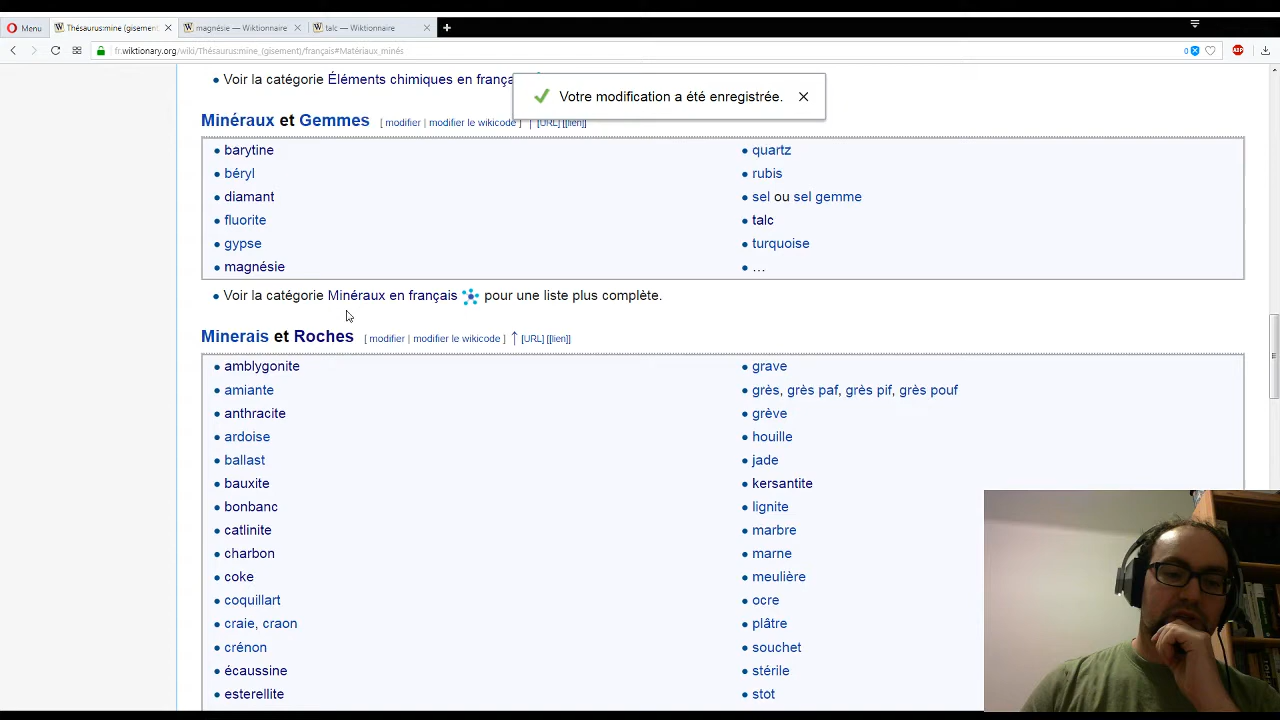 Menu
Thésaurus:mine (gisement
magnésie — Wiktionnaire
talc — Wiktionnaire
fr.wiktionary.org/wiki/Thésaurus:mine_(gisement)/français#Matériaux_minés
0
ABP
Voir la catégorie Éléments chimiques en frança
Votre modification a été enregistrée.
Minéraux et Gemmes [ modifier | modifier le wikicode ] ↑ [URL] [[lien]]
barytine
béryl
diamant
fluorite
gypse
magnésie
quartz
rubis
sel ou sel gemme
talc
turquoise
…
Voir la catégorie Minéraux en français pour une liste plus complète.
Minerais et Roches [ modifier | modifier le wikicode ] ↑ [URL] [[lien]]
amblygonite
amiante
anthracite
ardoise
ballast
bauxite
bonbanc
catlinite
charbon
coke
coquillart
craie, craon
crénon
écaussine
esterellite
grave
grès, grès paf, grès pif, grès pouf
grève
houille
jade
kersantite
lignite
marbre
marne
meulière
ocre
plâtre
souchet
stérile
stot